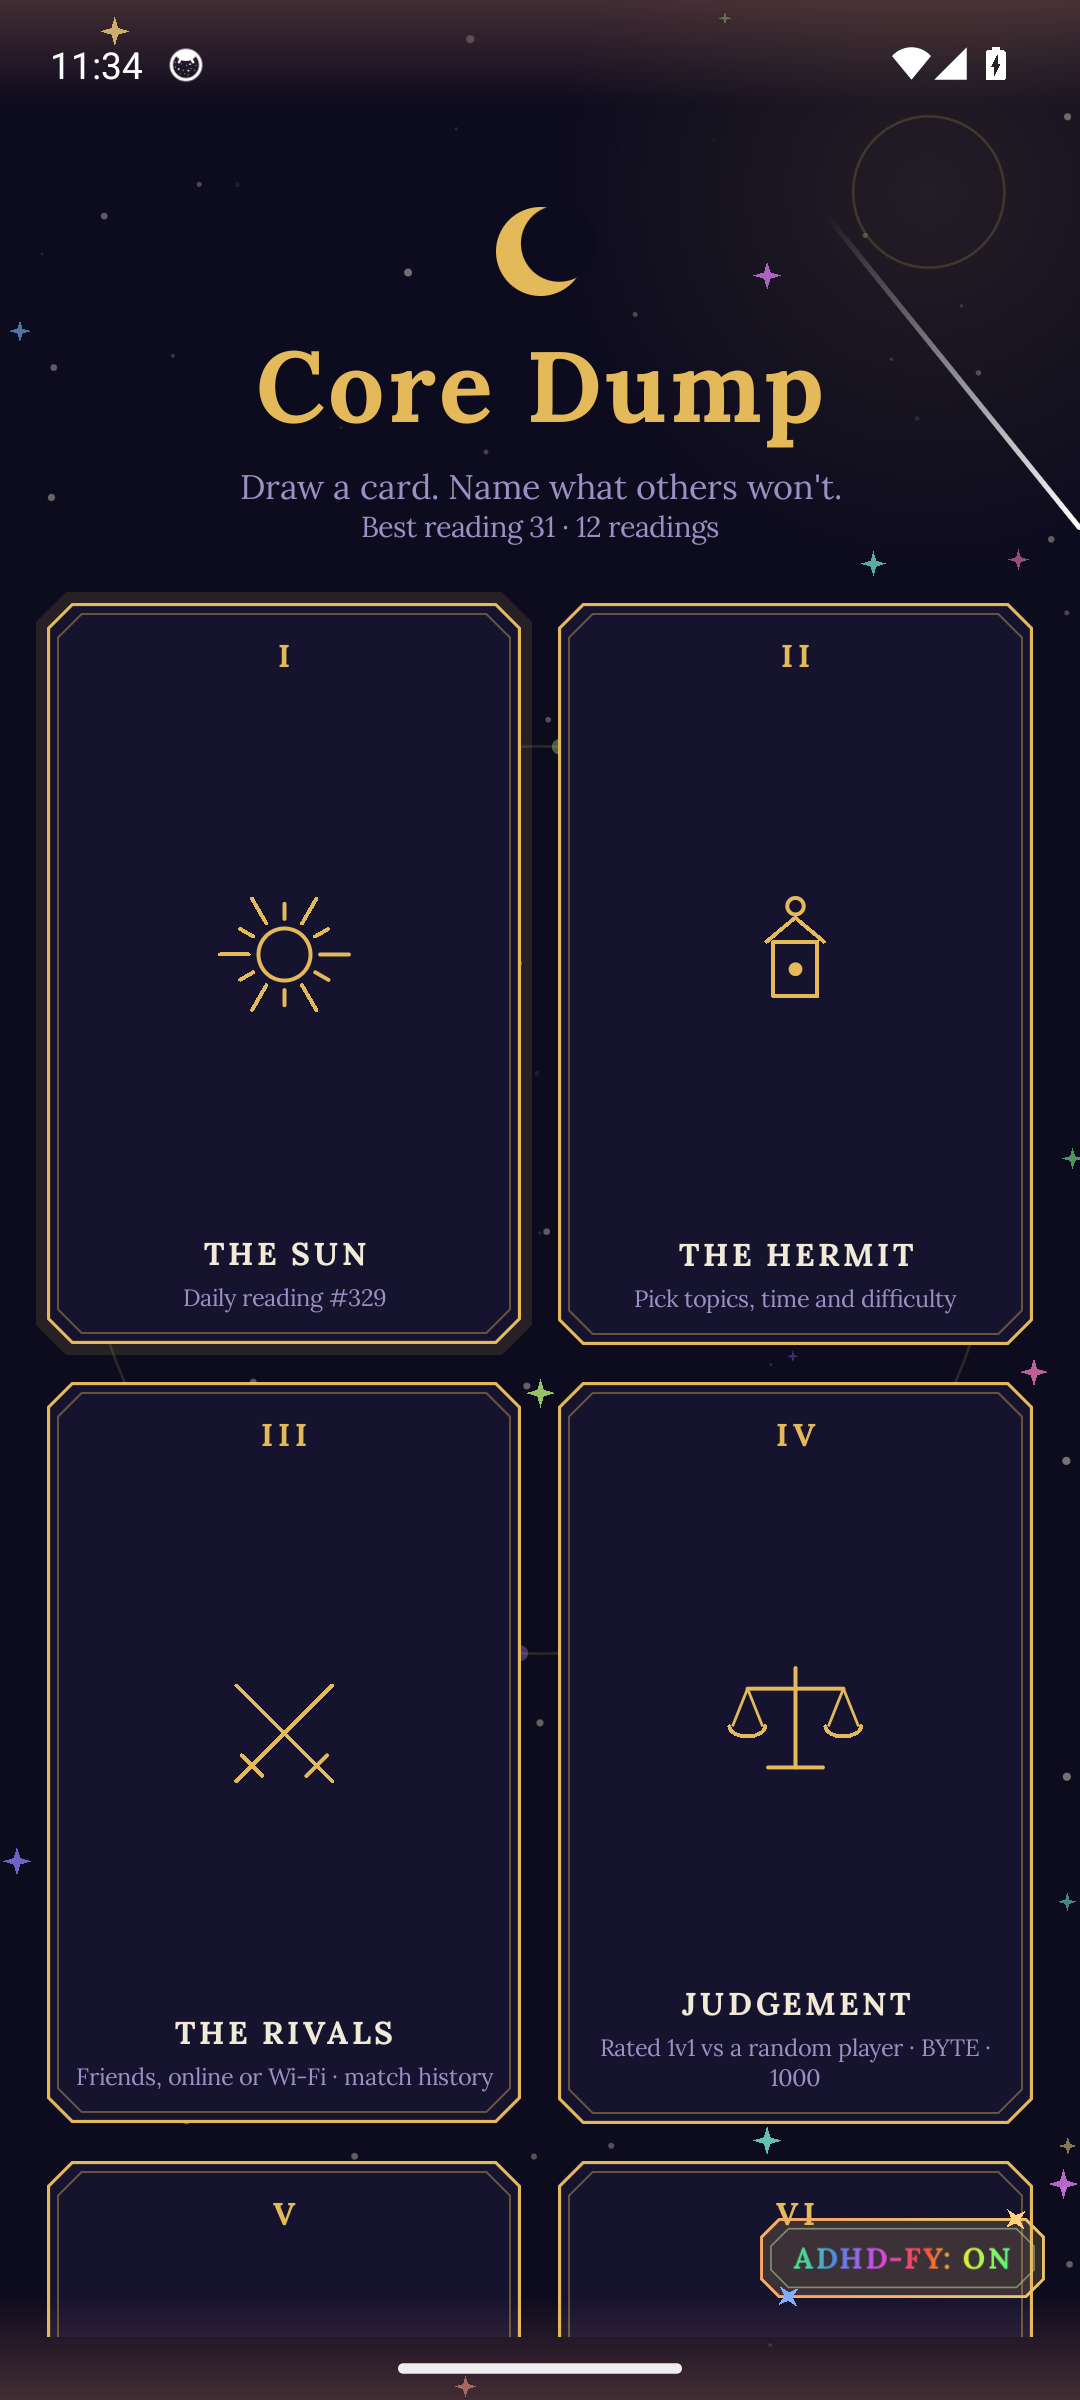 11:34
Core Dump
Draw a card. Name what others won't.
Best reading 31 · 12 readings
I
II
THE SUN
Daily reading #329
THE HERMIT
Pick topics, time and difficulty
III
IV
THE RIVALS
Friends, online or Wi-Fi · match history
JUDGEMENT
Rated 1v1 vs a random player · BYTE ·
1000
V
VI
ADHD-FY: ON